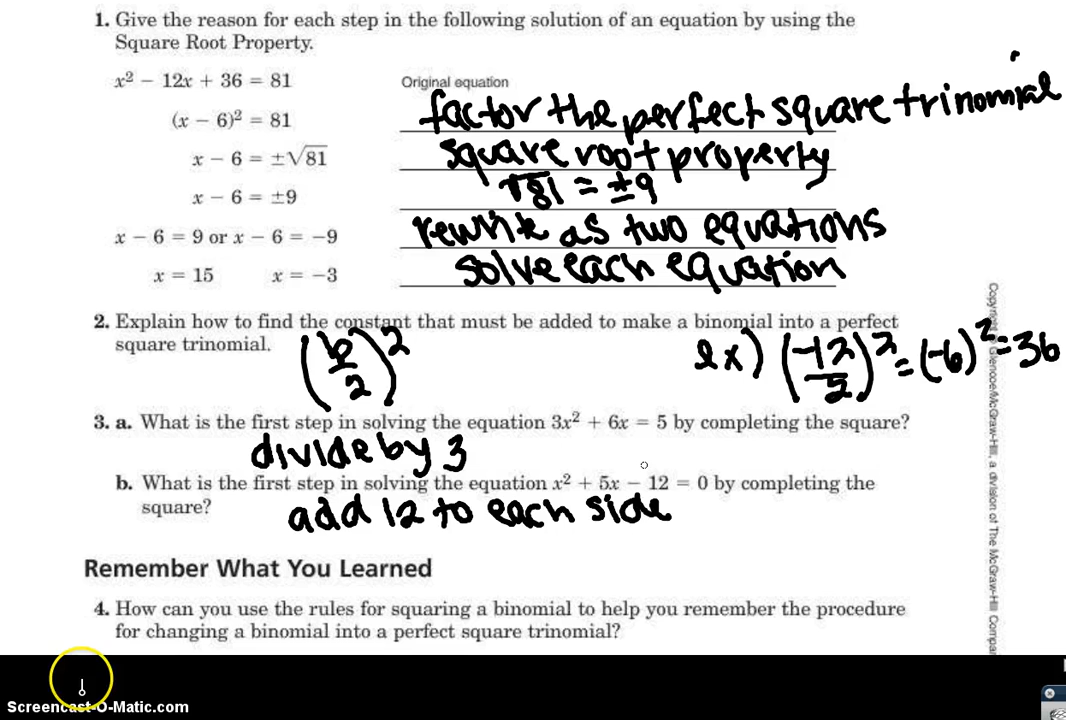 1. Give the reason for each step in the following solution of an equation by using the
Square Root Property.
x² − 12x + 36 = 81 Original equation
(x − 6)² = 81 factor the perfect square trinomial
x − 6 = ±√81 square root property
x − 6 = ±9 √81 = ±9
x − 6 = 9 or x − 6 = −9 rewrite as two equations
x = 15 x = −3 solve each equation
2. Explain how to find the constant that must be added to make a binomial into a perfect
square trinomial. (b/2)² ex) (-12/2)² = (-6)² = 36
3. a. What is the first step in solving the equation 3x² + 6x = 5 by completing the square?
divide by 3
b. What is the first step in solving the equation x² + 5x − 12 = 0 by completing the
square? add 12 to each side
Remember What You Learned
4. How can you use the rules for squaring a binomial to help you remember the procedure
for changing a binomial into a perfect square trinomial?
Copyright © Glencoe/McGraw-Hill, a division of The McGraw-Hill Compan
Screencast-O-Matic.com